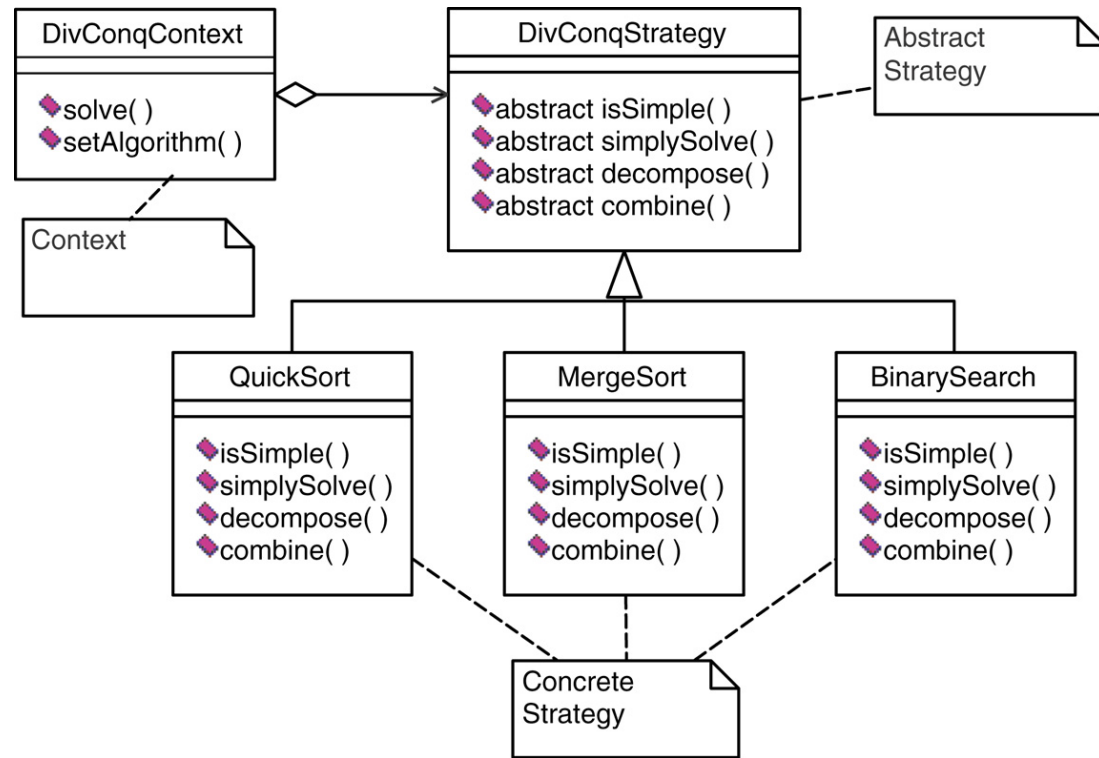 DivConqContext
solve( )
setAlgorithm( )
Context
DivConqStrategy
abstract isSimple( )
abstract simplySolve( )
abstract decompose( )
abstract combine( )
Abstract
Strategy
QuickSort
isSimple( )
simplySolve( )
decompose( )
combine( )
MergeSort
isSimple( )
simplySolve( )
decompose( )
combine( )
BinarySearch
isSimple( )
simplySolve( )
decompose( )
combine( )
Concrete
Strategy